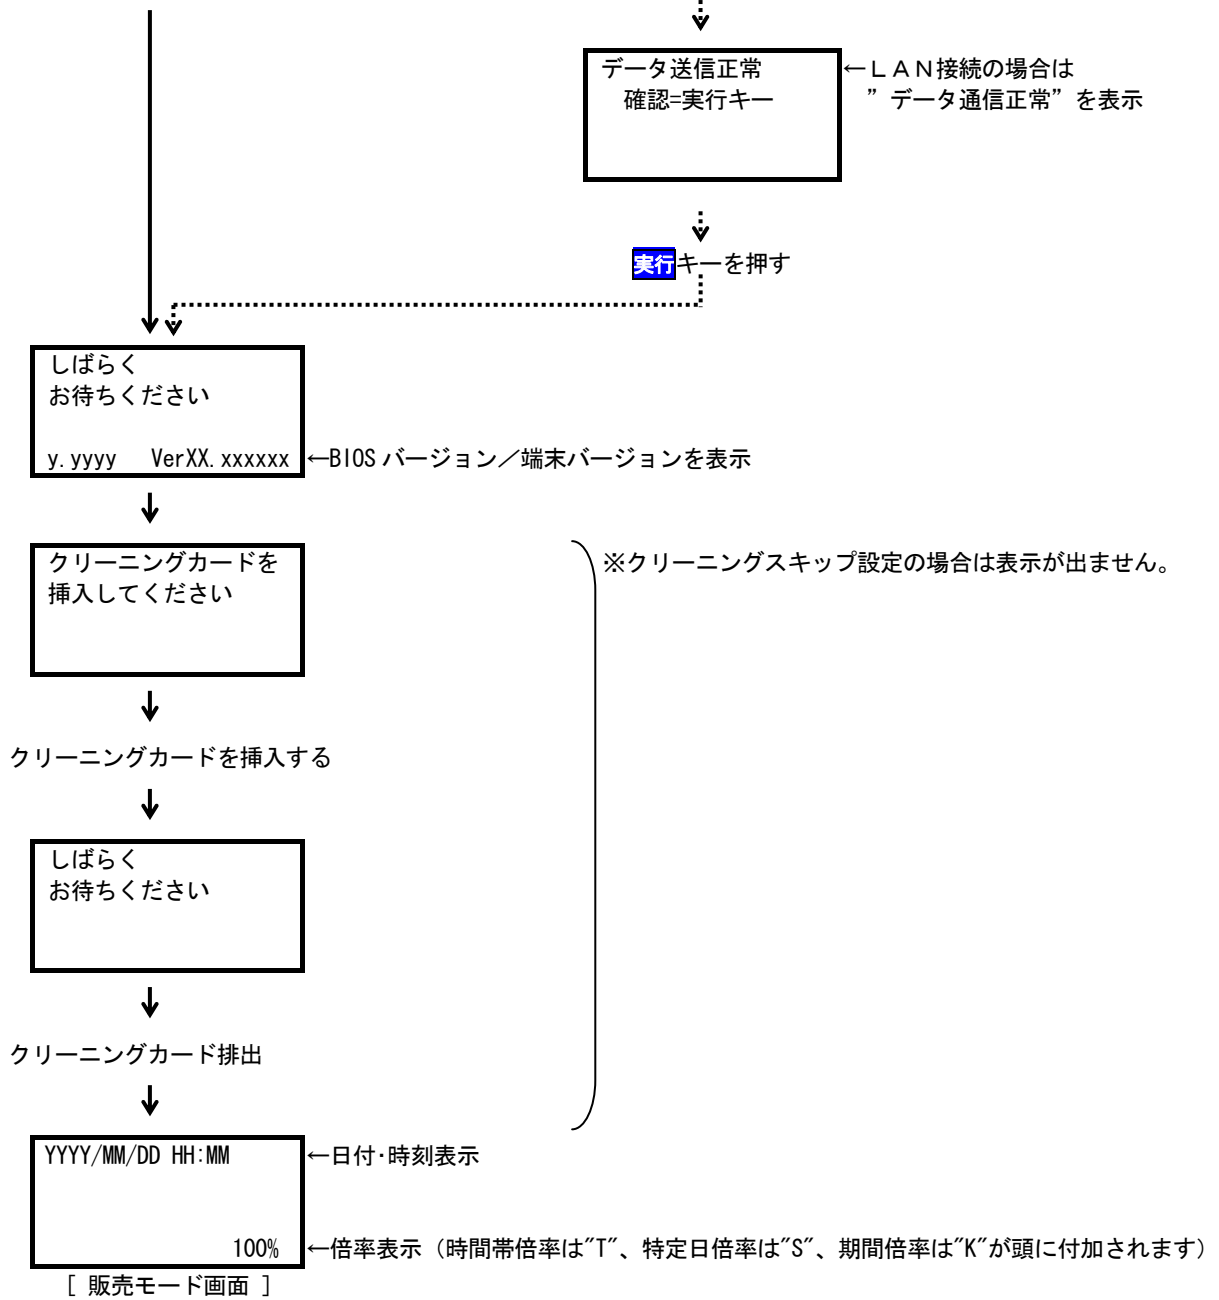 データ送信正常
確認=実行キー
←LAN接続の場合は
”データ通信正常”を表示
実行キーを押す
しばらく
お待ちください
y.yyyy VerXX.xxxxxx
←BIOSバージョン／端末バージョンを表示
クリーニングカードを
挿入してください
※クリーニングスキップ設定の場合は表示が出ません。
クリーニングカードを挿入する
しばらく
お待ちください
クリーニングカード排出
YYYY/MM/DD HH:MM
←日付・時刻表示
100%
←倍率表示（時間帯倍率は"T"、特定日倍率は"S"、期間倍率は"K"が頭に付加されます）
[ 販売モード画面 ]